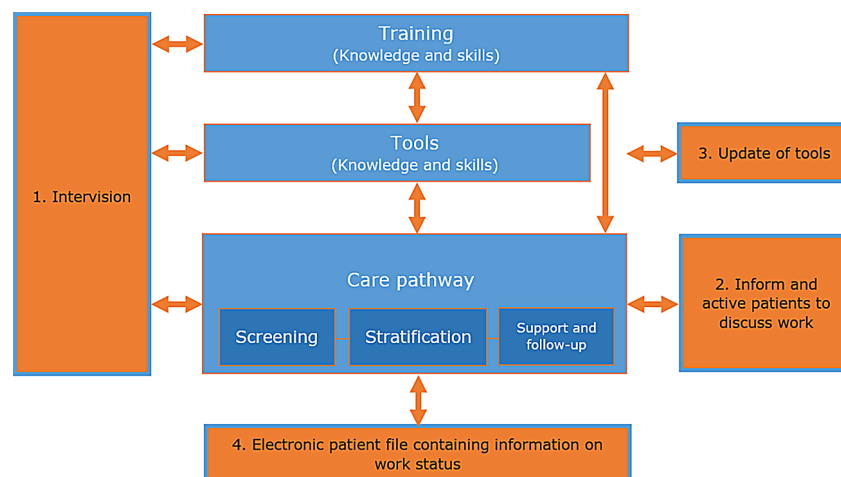 Training
(Knowledge and skills)
Tools
(Knowledge and skills)
3. Update of tools
1. Intervision
Care pathway
2. Inform and
active patients to
discuss work
Screening
Stratification
Support and
follow-up
4. Electronic patient file containing information on
work status